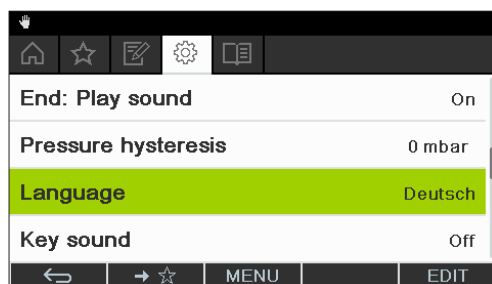 End: Play sound On
Pressure hysteresis 0 mbar
Language Deutsch
Key sound Off
MENU EDIT